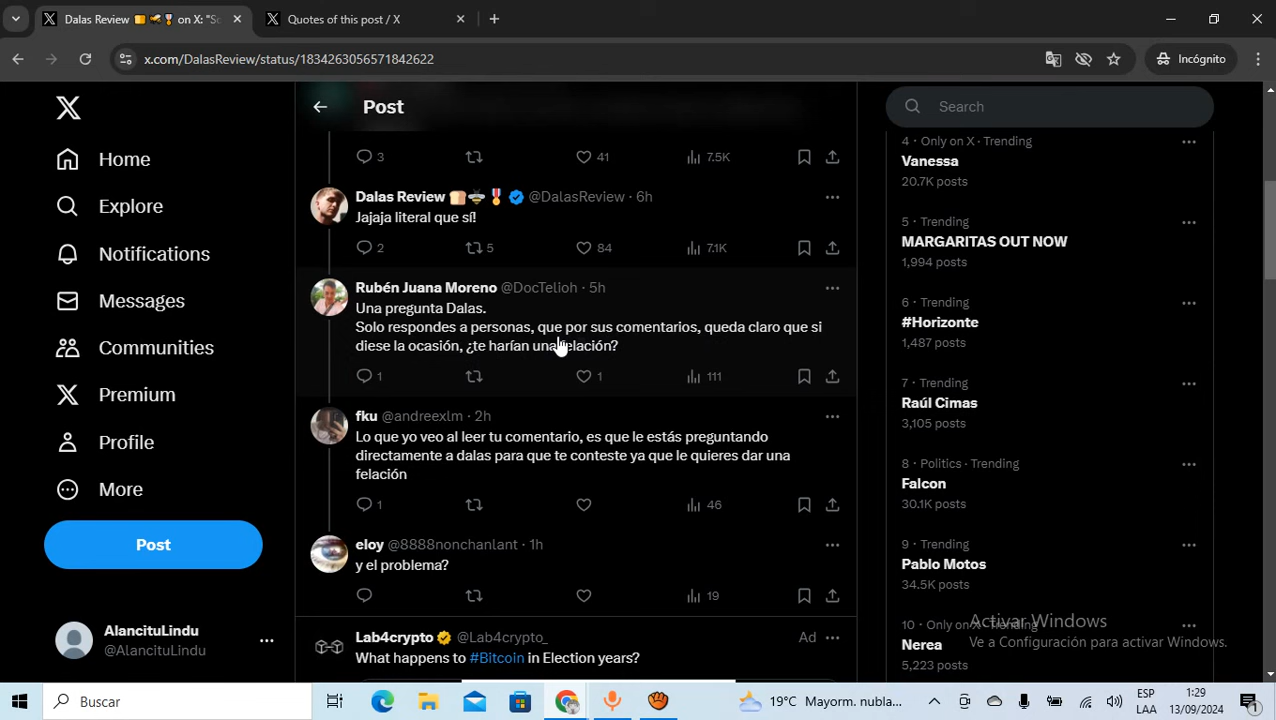 Dalas Review on X: "So
Quotes of this post / X
x.com/DalasReview/status/1834263056571842622
Incógnito
Home
Explore
Notifications
Messages
Communities
Premium
Profile
More
Post
AlancituLindu
@AlancituLindu
Post
3 41 7.5K
Dalas Review @DalasReview · 6h
Jajaja literal que sí!
2 5 84 7.1K
Rubén Juana Moreno @DocTelioh · 5h
Una pregunta Dalas.
Solo respondes a personas, que por sus comentarios, queda claro que si
diese la ocasión, ¿te harían una elación?
1 1 111
fku @andreexlm · 2h
Lo que yo veo al leer tu comentario, es que le estás preguntando
directamente a dalas para que te conteste ya que le quieres dar una
felación
1 46
eloy @8888nonchanlant · 1h
y el problema?
19
Lab4crypto @Lab4crypto_ Ad
What happens to #Bitcoin in Election years?
Search
4 · Only on X · Trending
Vanessa
20.7K posts
5 · Trending
MARGARITAS OUT NOW
1,994 posts
6 · Trending
#Horizonte
1,487 posts
7 · Trending
Raúl Cimas
3,105 posts
8 · Politics · Trending
Falcon
30.1K posts
9 · Trending
Pablo Motos
34.5K posts
10 · Only on X · Trending
Nerea
5,223 posts
Activar Windows
Ve a Configuración para activar Windows.
Buscar
19°C Mayorm. nubla...
ESP
LAA
1:29
13/09/2024
1